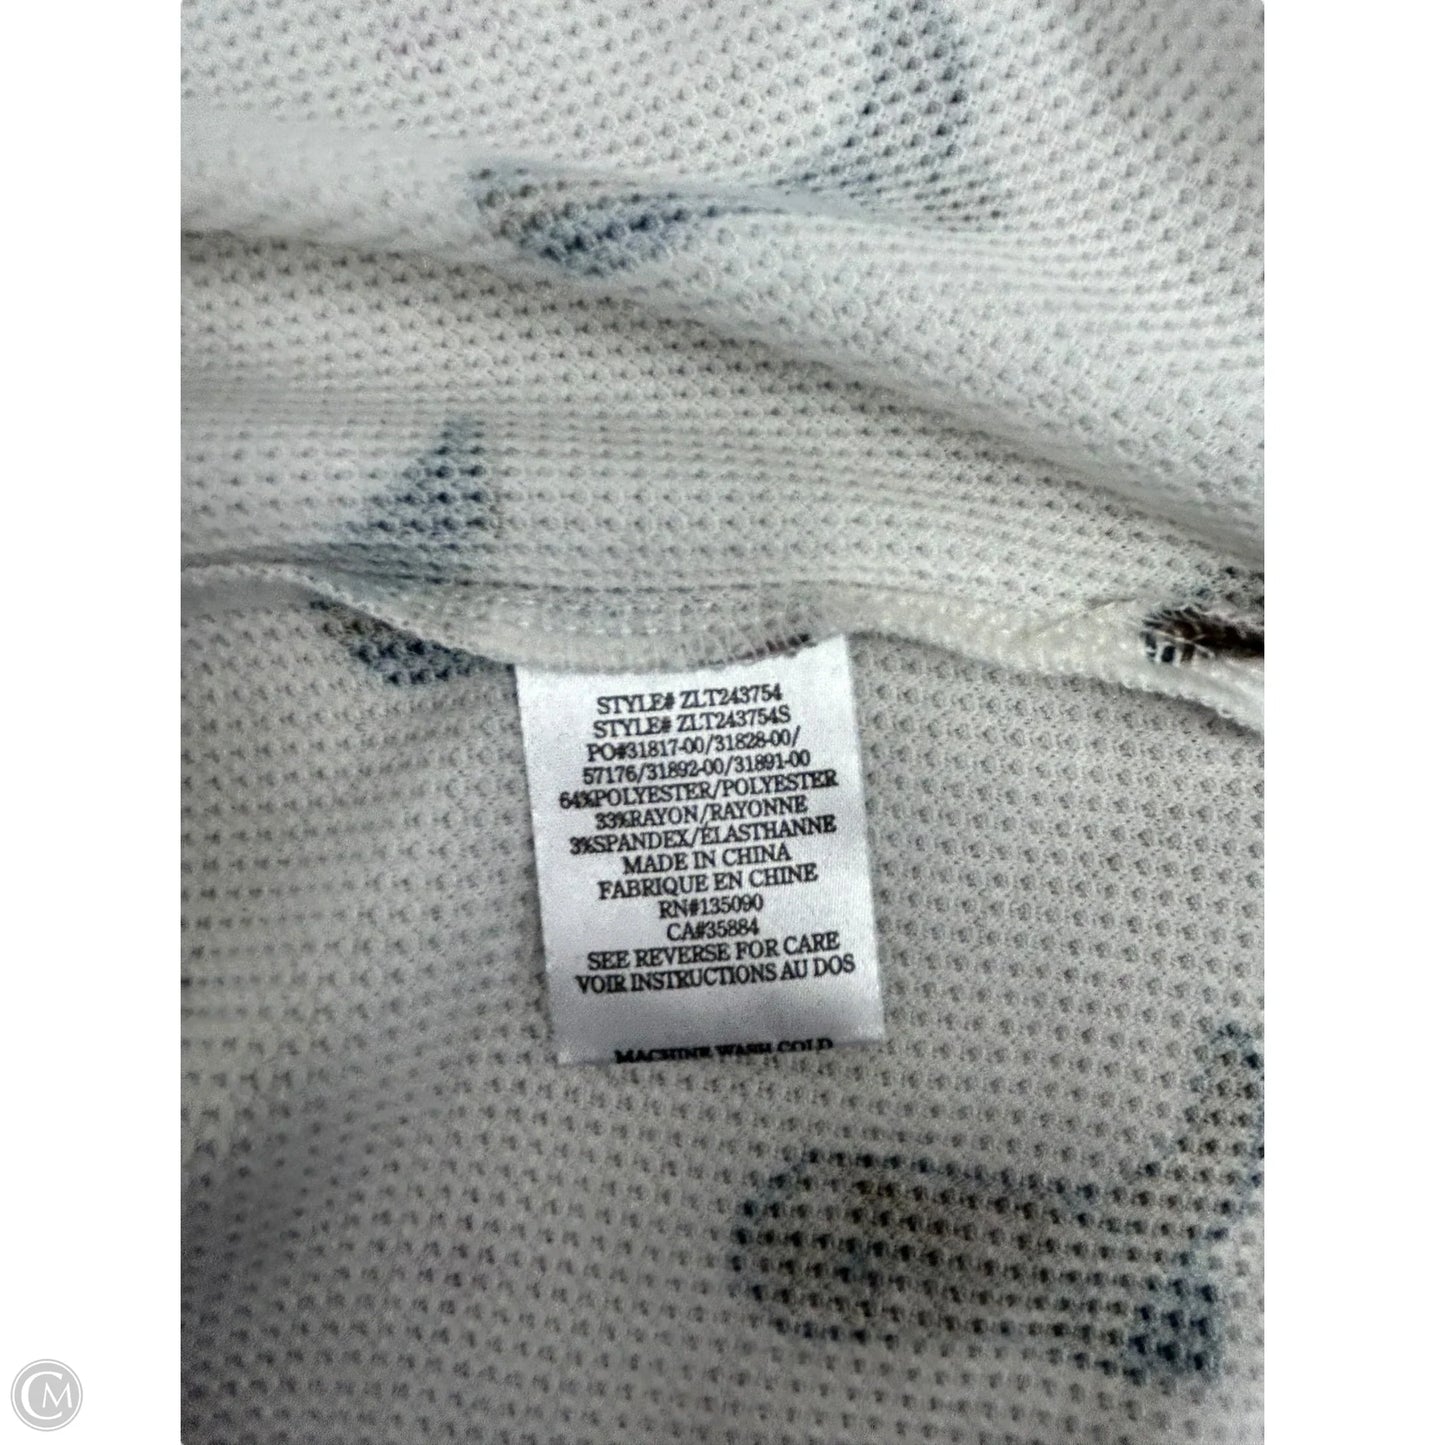 STYLE# ZLT243754
STYLE# ZLT243754S
PO#31817-00/31828-00/
57176/31892-00/31891-00
64%POLYESTER/POLYESTER
33%RAYON/RAYONNE
3%SPANDEX/ÉLASTHANNE
MADE IN CHINA
FABRIQUE EN CHINE
RN#135090
CA#35884
SEE REVERSE FOR CARE
VOIR INSTRUCTIONS AU DOS
MACHINE WASH COLD
CM